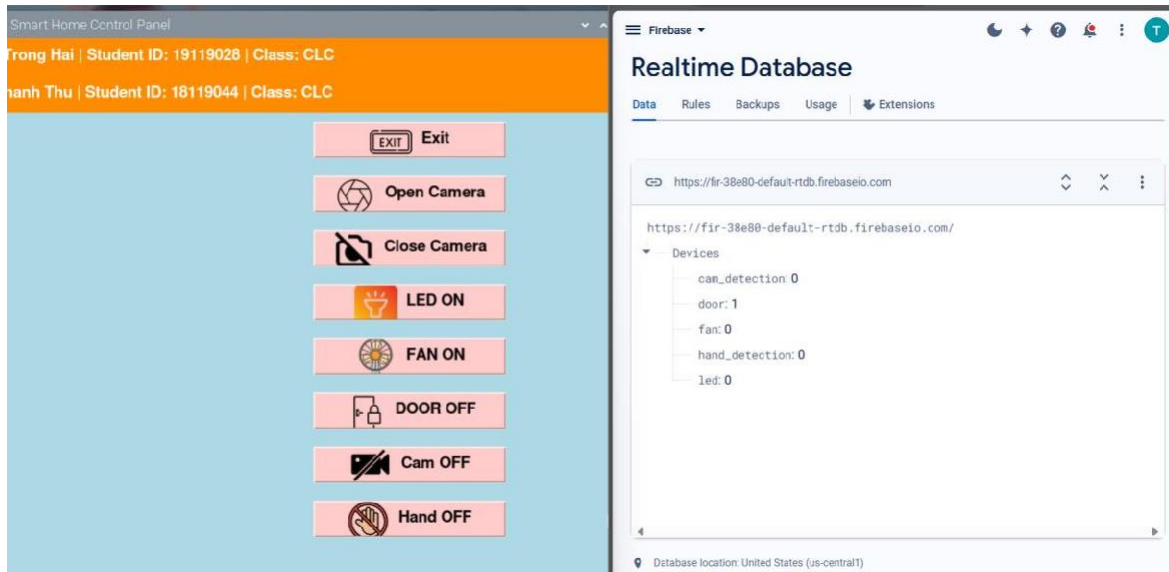 Smart Home Control Panel
Trong Hai | Student ID: 19119028 | Class: CLC
hanh Thu | Student ID: 18119044 | Class: CLC
EXIT Exit
Open Camera
Close Camera
LED ON
FAN ON
DOOR OFF
Cam OFF
Hand OFF
Firebase
T
Realtime Database
Data Rules Backups Usage Extensions
https://fir-38e80-default-rtdb.firebaseio.com
https://fir-38e80-default-rtdb.firebaseio.com/
Devices
cam_detection: 0
door: 1
fan: 0
hand_detection: 0
led: 0
Database location: United States (us-central1)